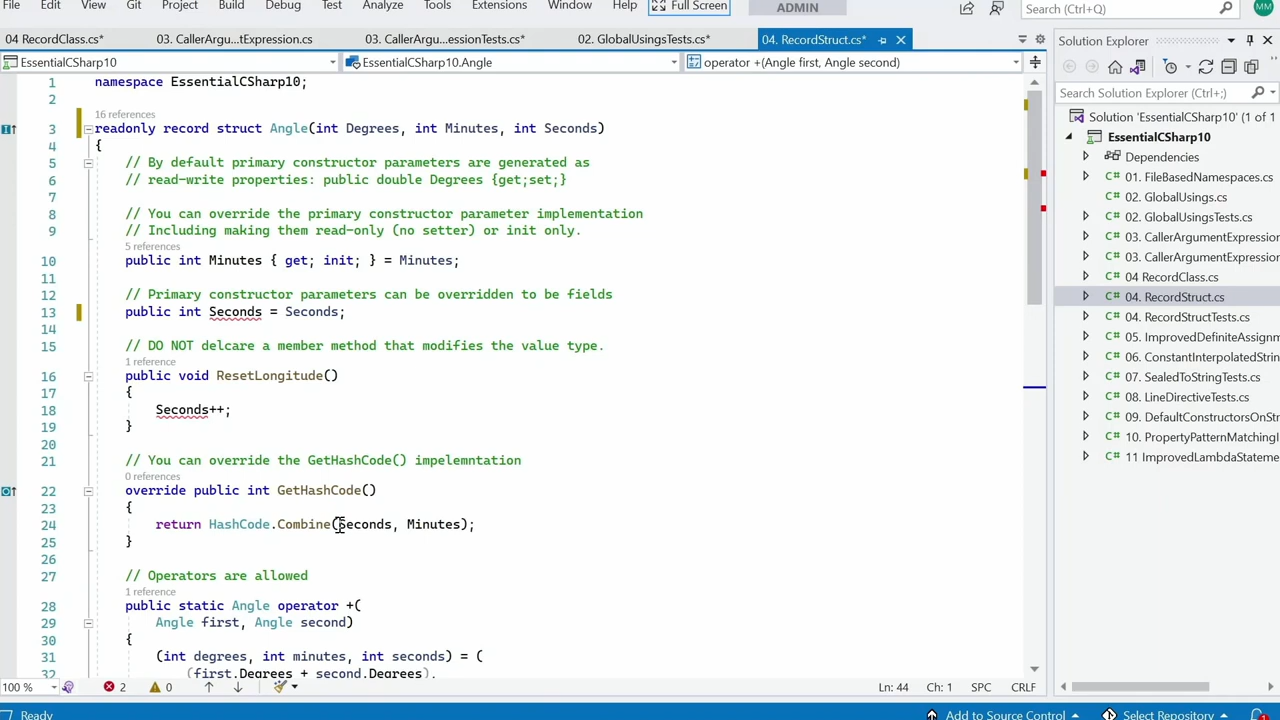 File Edit View Git Project Build Debug Test Analyze Tools Extensions Window Help Full Screen ADMIN Search (Ctrl+Q) MM
04 RecordClass.cs* 03. CallerArgu...tExpression.cs 03. CallerArgu...essionTests.cs* 02. GlobalUsingsTests.cs* 04. RecordStruct.cs*
EssentialCSharp10 EssentialCSharp10.Angle operator +(Angle first, Angle second)
1 namespace EssentialCSharp10;
2
16 references
3 readonly record struct Angle(int Degrees, int Minutes, int Seconds)
4 {
5 // By default primary constructor parameters are generated as
6 // read-write properties: public double Degrees {get;set;}
7
8 // You can override the primary constructor parameter implementation
9 // Including making them read-only (no setter) or init only.
5 references
10 public int Minutes { get; init; } = Minutes;
11
12 // Primary constructor parameters can be overridden to be fields
13 public int Seconds = Seconds;
14
15 // DO NOT delcare a member method that modifies the value type.
1 reference
16 public void ResetLongitude()
17 {
18 Seconds++;
19 }
20
21 // You can override the GetHashCode() impelemntation
0 references
22 override public int GetHashCode()
23 {
24 return HashCode.Combine(Seconds, Minutes);
25 }
26
27 // Operators are allowed
1 reference
28 public static Angle operator +(
29 Angle first, Angle second)
30 {
31 (int degrees, int minutes, int seconds) = (
32 (first.Degrees + second.Degrees),
100 % 2 0 Ln: 44 Ch: 1 SPC CRLF
Solution Explorer
Search Solution Explorer (Ctrl+;)
Solution 'EssentialCSharp10' (1 of 1
EssentialCSharp10
Dependencies
C# 01. FileBasedNamespaces.cs
C# 02. GlobalUsings.cs
C# 02. GlobalUsingsTests.cs
C# 03. CallerArgumentExpression
C# 03. CallerArgumentExpression
C# 04 RecordClass.cs
C# 04. RecordStruct.cs
C# 04. RecordStructTests.cs
C# 05. ImprovedDefiniteAssignm
C# 06. ConstantInterpolatedStrin
C# 07. SealedToStringTests.cs
C# 08. LineDirectiveTests.cs
C# 09. DefaultConstructorsOnStr
C# 10. PropertyPatternMatchingI
C# 11 ImprovedLambdaStateme
Ready Add to Source Control Select Repository 1